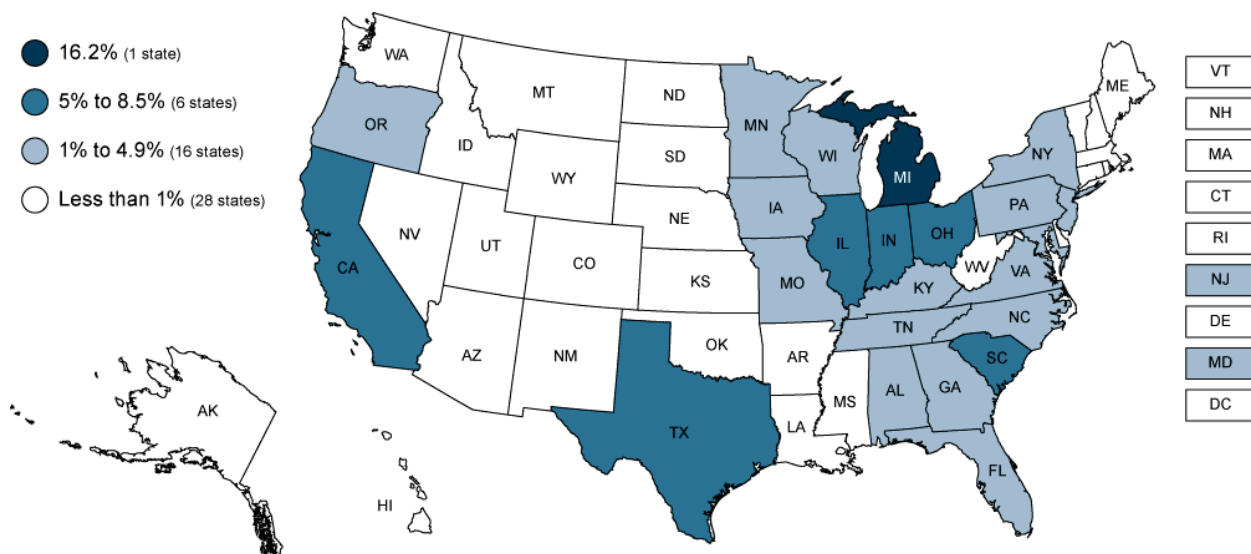 16.2% (1 state)
5% to 8.5% (6 states)
1% to 4.9% (16 states)
Less than 1% (28 states)
WA
OR
ID
MT
ND
SD
WY
NE
NV
UT
CO
KS
CA
AZ
NM
OK
TX
MN
WI
IA
MO
AR
LA
MI
IL
IN
OH
KY
TN
MS
AL
GA
FL
SC
NC
VA
WV
PA
NY
ME
AK
HI
VT
NH
MA
CT
RI
NJ
DE
MD
DC